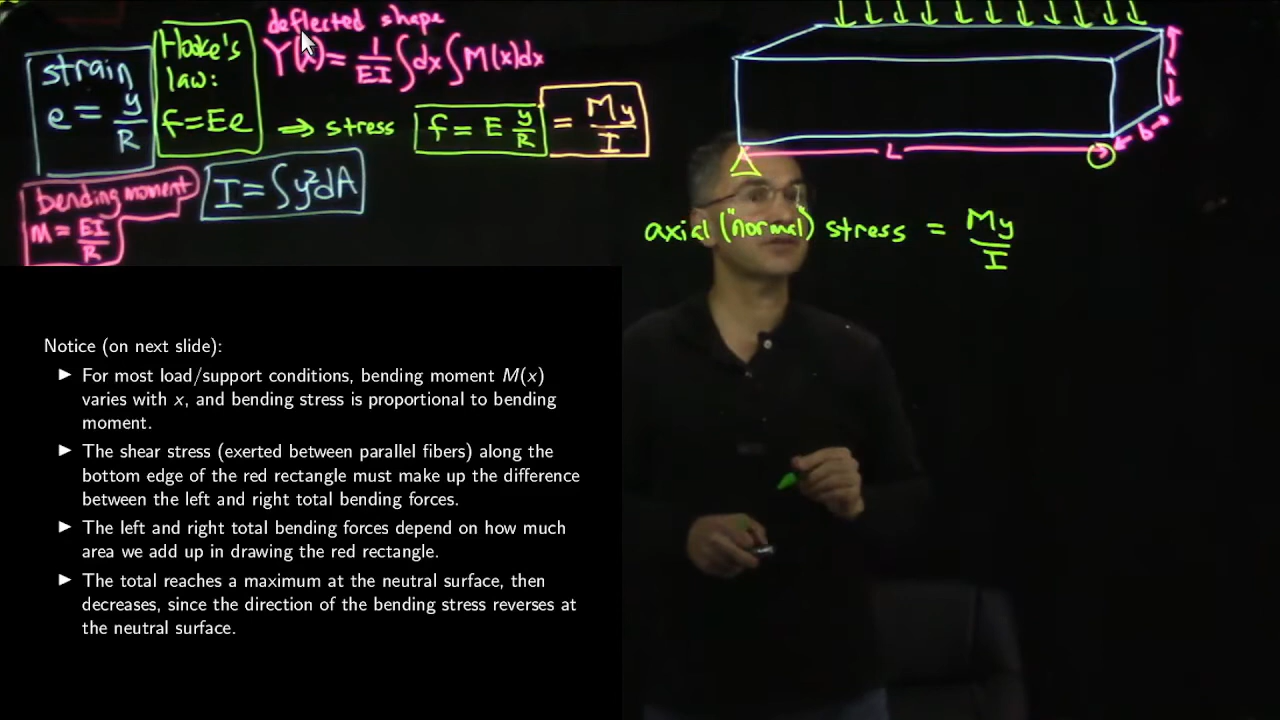 deflected shape
Y(x) = 1/EI ∫dx ∫M(x)dx
strain
e = y/R
Hooke's
law:
f=Ee
⇒ stress f = E y/R = My/I
bending moment
M = EI/R
I = ∫y²dA
h
b
L
axial ("normal") stress = My/I
Notice (on next slide):
▶ For most load/support conditions, bending moment M(x)
varies with x, and bending stress is proportional to bending
moment.
▶ The shear stress (exerted between parallel fibers) along the
bottom edge of the red rectangle must make up the difference
between the left and right total bending forces.
▶ The left and right total bending forces depend on how much
area we add up in drawing the red rectangle.
▶ The total reaches a maximum at the neutral surface, then
decreases, since the direction of the bending stress reverses at
the neutral surface.